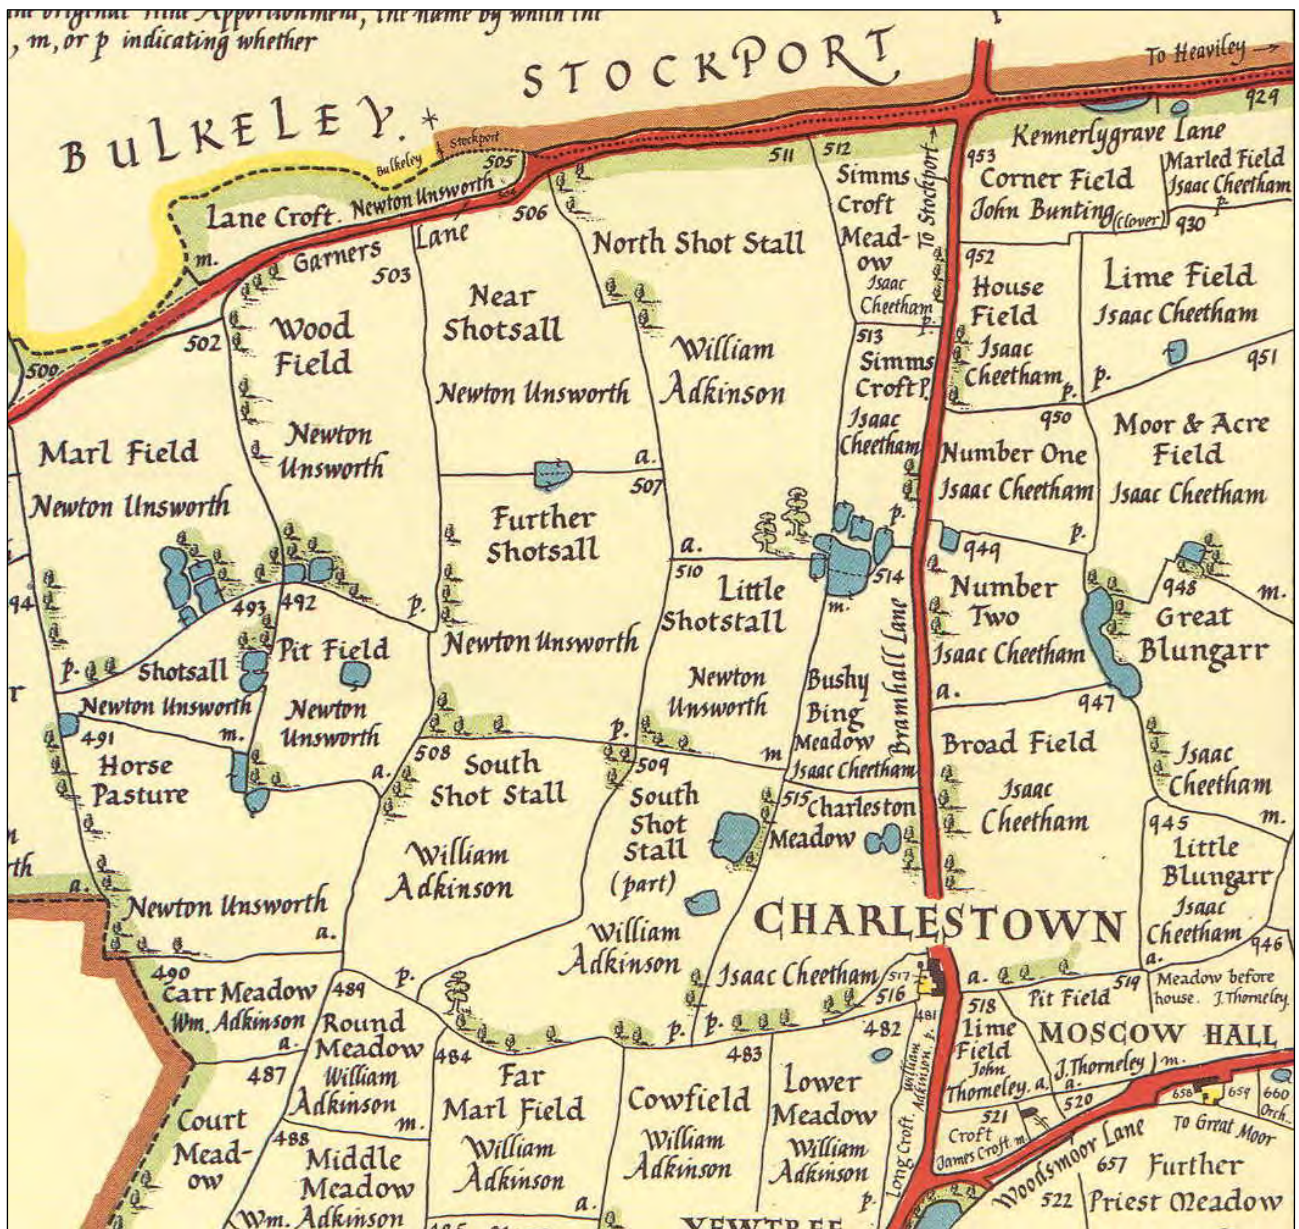 the original Tithe Apportionment, the name by which the
, m, or p indicating whether
STOCKPORT
To Heaviley
BULKELEY.
Bulkeley
Stockport
505
Newton Unsworth
Lane Croft.
m.
506
Garners Lane
503
502
500
511
512
Simms
Croft
Mead-
ow
Isaac
Cheetham
p.
To Stockport
929
Kennerlygrave Lane
953
Corner Field
John Bunting (clover)
Marled Field
Isaac Cheetham
p.
930
952
House
Field
Isaac
Cheetham
p.
Lime Field
Isaac Cheetham
p.
951
North Shot Stall
William
Adkinson
a.
Near
Shotsall
Newton Unsworth
a.
507
Wood
Field
Newton
Unsworth
p.
Marl Field
Newton Unsworth
p.
513
Simms
Croft P.
Isaac
Cheetham
p.
950
Number One
Isaac Cheetham
p.
Moor & Acre
Field
Isaac Cheetham
m.
Further
Shotsall
Newton Unsworth
p.
510
Little
Shotstall
Newton
Unsworth
m
514
m.
Bushy
Bing
Meadow
Isaac Cheetham
Bramhall Lane
949
Number
Two
Isaac Cheetham
a.
948
Great
Blungarr
Isaac
Cheetham
m.
947
94
493
492
Shotsall
Newton Unsworth
m.
Pit Field
Newton
Unsworth
a.
r
491
Horse
Pasture
Newton Unsworth
a.
508
South
Shot Stall
William
Adkinson
p.
509
South
Shot
Stall
(part)
William
Adkinson
p.
515
Charleston
Meadow
Isaac Cheetham
p.
Broad Field
Isaac
Cheetham
a.
945
Little
Blungarr
Isaac
Cheetham
a.
946
th
a.
CHARLESTOWN
517
516
490
Carr Meadow
Wm. Adkinson
a.
489
Round
Meadow
William
Adkinson
m.
484
Far
Marl Field
William
Adkinson
a.
483
Cowfield
William
Adkinson
482
Lower
Meadow
William
Adkinson
p.
481
Long Croft
William
Adkinson.
p.
518
Lime
Field
John
Thorneley.
a.
Pit Field
519
J. Thorneley
a.
Meadow before
house. J. Thorneley.
MOSCOW HALL
m.
487
Court
Mead-
ow
488
Middle
Meadow
Wm. Adkinson
521
Croft
James Croft.
m.
520
Woodsmoor Lane
658
659
660
Orch.
To Great Moor
657
Further
522
Priest Meadow
YEWTREE